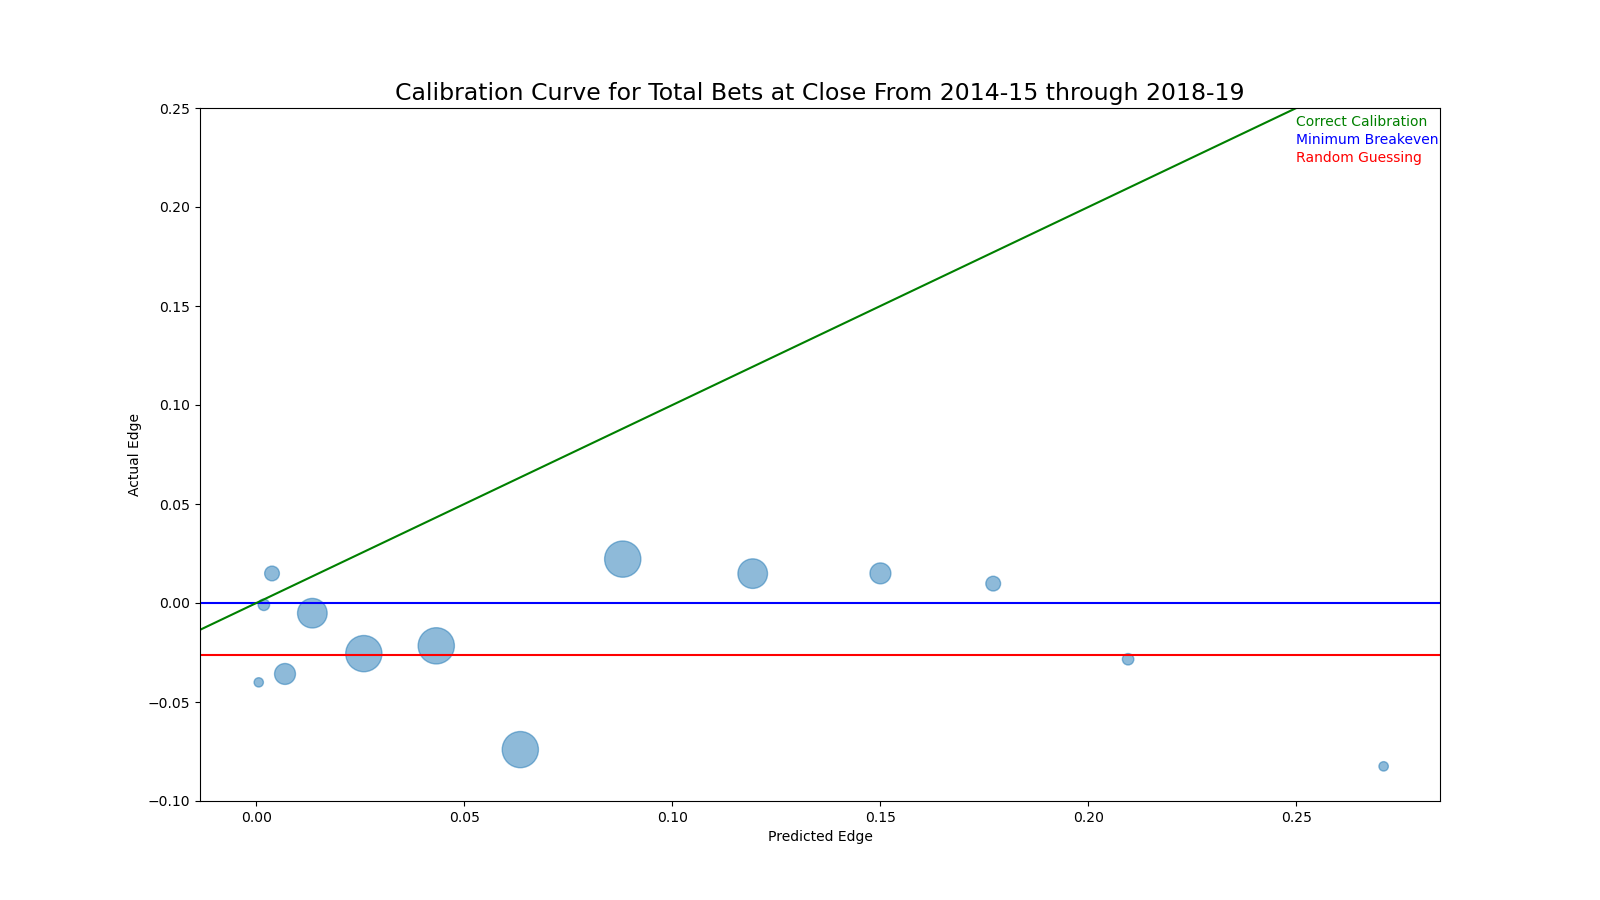 Calibration Curve for Total Bets at Close From 2014-15 through 2018-19
Correct Calibration
Minimum Breakeven
Random Guessing
0.25
0.20
0.15
0.10
0.05
0.00
−0.05
−0.10
Actual Edge
0.00 0.05 0.10 0.15 0.20 0.25
Predicted Edge